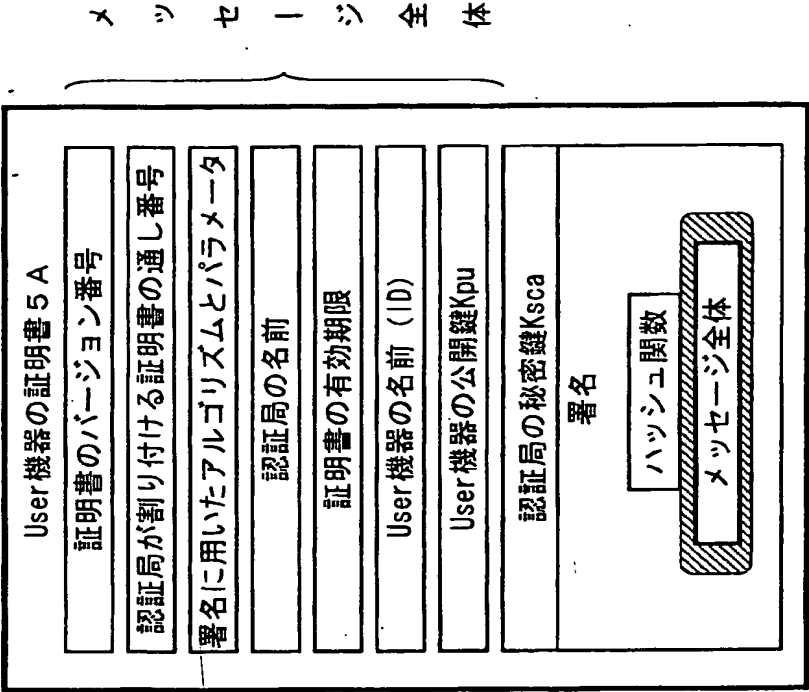 User機器の証明書5A
証明書のバージョン番号
認証局が割り付ける証明書の通し番号
署名に用いたアルゴリズムとパラメータ
認証局の名前
証明書の有効期限
User機器の名前 (ID)
User機器の公開鍵Kpu
認証局の秘密鍵Ksca
署名
ハッシュ関数
メッセージ全体
メッセージ全体